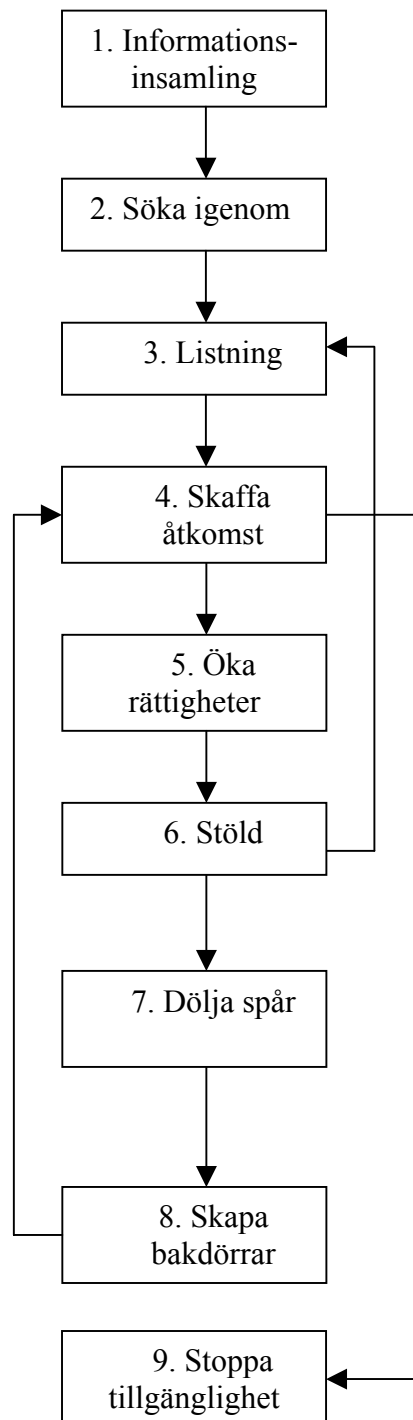 1. Informations-
insamling
2. Söka igenom
3. Listning
4. Skaffa
åtkomst
5. Öka
rättigheter
6. Stöld
7. Dölja spår
8. Skapa
bakdörrar
9. Stoppa
tillgänglighet